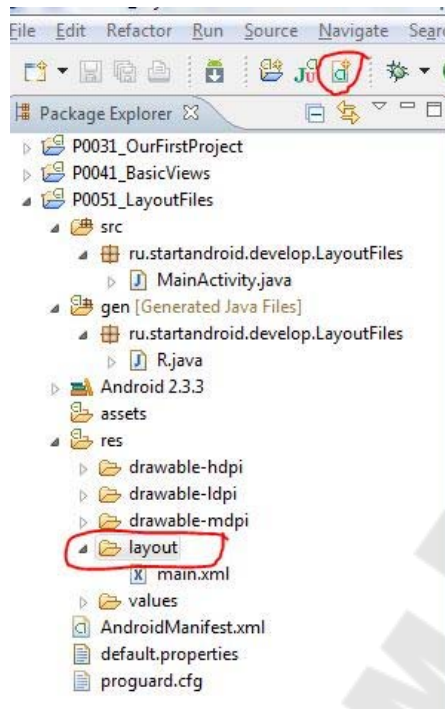 File Edit Refactor Run Source Navigate Sear
Package Explorer
P0031_OurFirstProject
P0041_BasicViews
P0051_LayoutFiles
src
ru.startandroid.develop.LayoutFiles
MainActivity.java
gen [Generated Java Files]
ru.startandroid.develop.LayoutFiles
R.java
Android 2.3.3
assets
res
drawable-hdpi
drawable-ldpi
drawable-mdpi
layout
main.xml
values
AndroidManifest.xml
default.properties
proguard.cfg